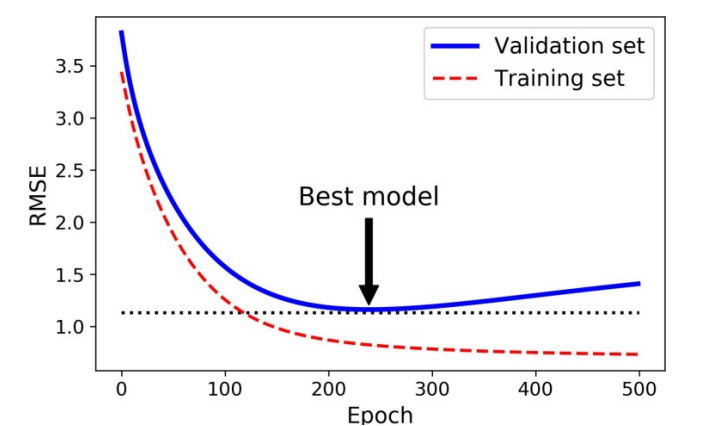 Validation set
Training set
Best model
RMSE
3.5
3.0
2.5
2.0
1.5
1.0
0 100 200 300 400 500
Epoch